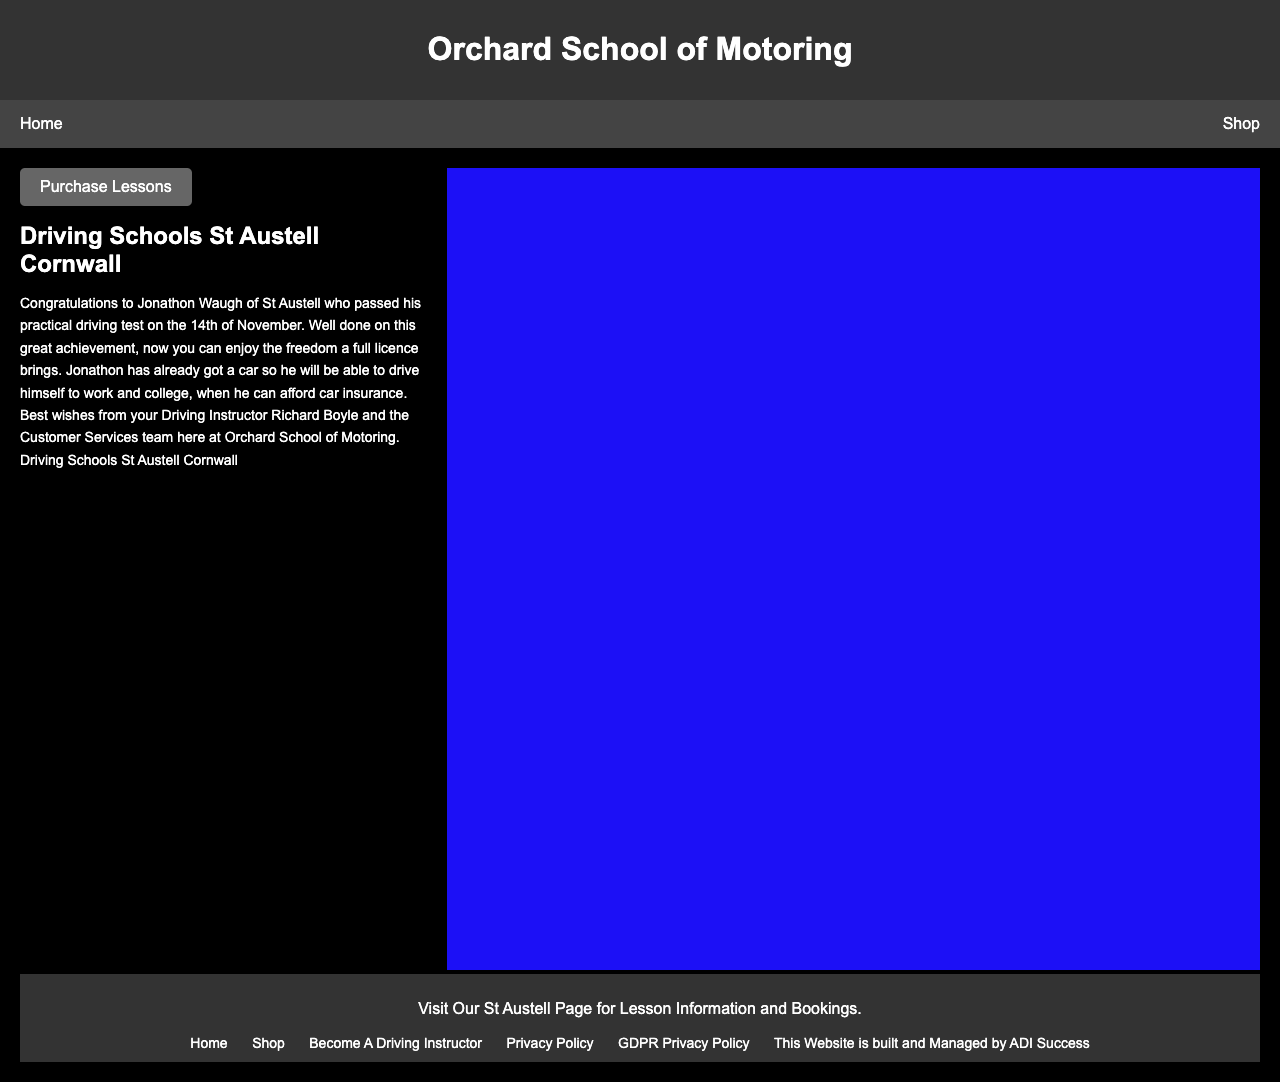 Orchard School of Motoring
Home
Shop
Purchase Lessons
Driving Schools St Austell
Cornwall
Congratulations to Jonathon Waugh of St Austell who passed his
practical driving test on the 14th of November. Well done on this
great achievement, now you can enjoy the freedom a full licence
brings. Jonathon has already got a car so he will be able to drive
himself to work and college, when he can afford car insurance.
Best wishes from your Driving Instructor Richard Boyle and the
Customer Services team here at Orchard School of Motoring.
Driving Schools St Austell Cornwall
Visit Our St Austell Page for Lesson Information and Bookings.
Home Shop Become A Driving Instructor Privacy Policy GDPR Privacy Policy This Website is built and Managed by ADI Success